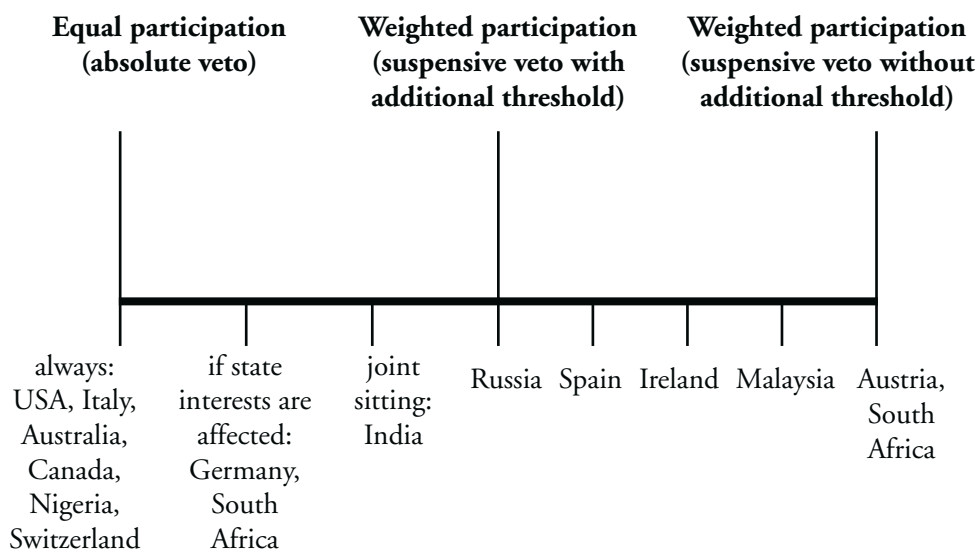 Equal participation
(absolute veto)
Weighted participation
(suspensive veto with
additional threshold)
Weighted participation
(suspensive veto without
additional threshold)
always:
USA, Italy,
Australia,
Canada,
Nigeria,
Switzerland
if state
interests are
affected:
Germany,
South
Africa
joint
sitting:
India
Russia
Spain
Ireland
Malaysia
Austria,
South
Africa